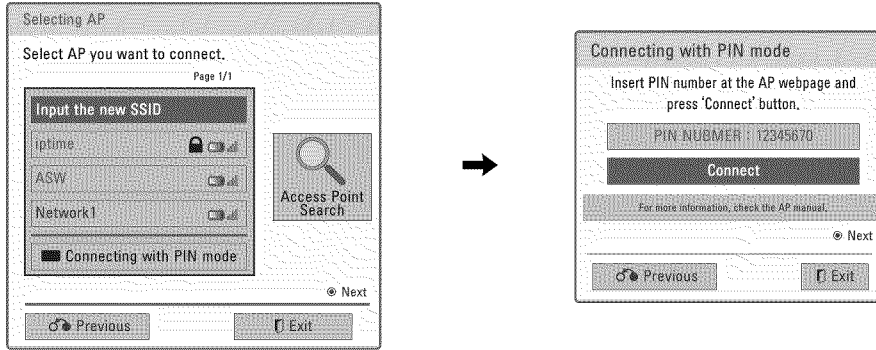 Selecting AP
Select AP you want to connect.
Page 1/1
Input the new SSID
iptime
ASW
Network1
Connecting with PIN mode
Access Point
Search
Next
Previous
Exit
Connecting with PIN mode
Insert PIN number at the AP webpage and
press 'Connect' button.
PIN NUBMER : 12345670
Connect
For more information, check the AP manual.
Next
Previous
Exit